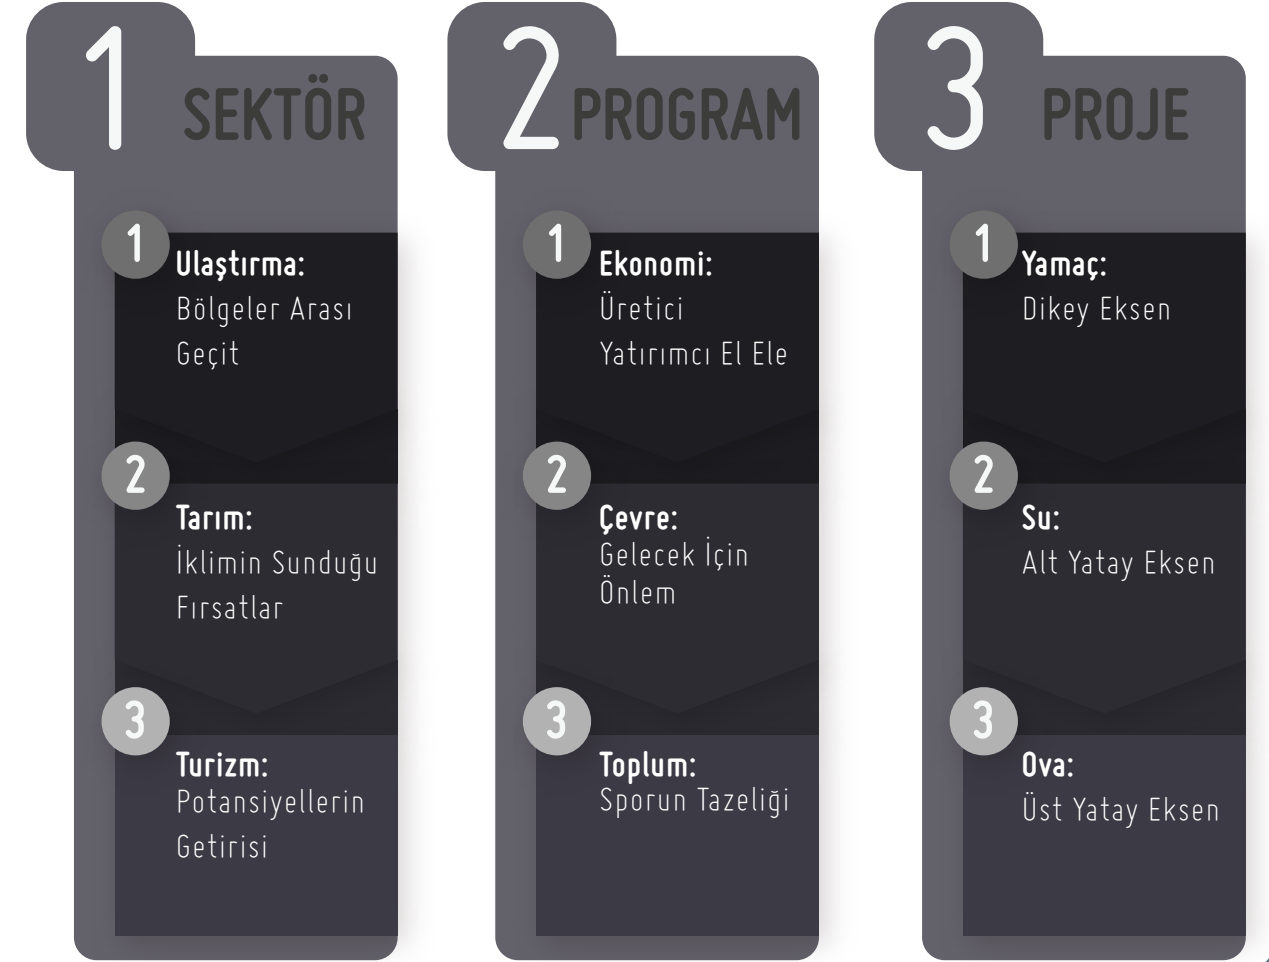 1
SEKTÖR
1
Ulaştırma:
Bölgeler Arası
Geçit
2
Tarım:
İklimin Sunduğu
Fırsatlar
3
Turizm:
Potansiyellerin
Getirisi
2
PROGRAM
1
Ekonomi:
Üretici
Yatırımcı El Ele
2
Çevre:
Gelecek İçin
Önlem
3
Toplum:
Sporun Tazeliği
3
PROJE
1
Yamaç:
Dikey Eksen
2
Su:
Alt Yatay Eksen
3
Ova:
Üst Yatay Eksen